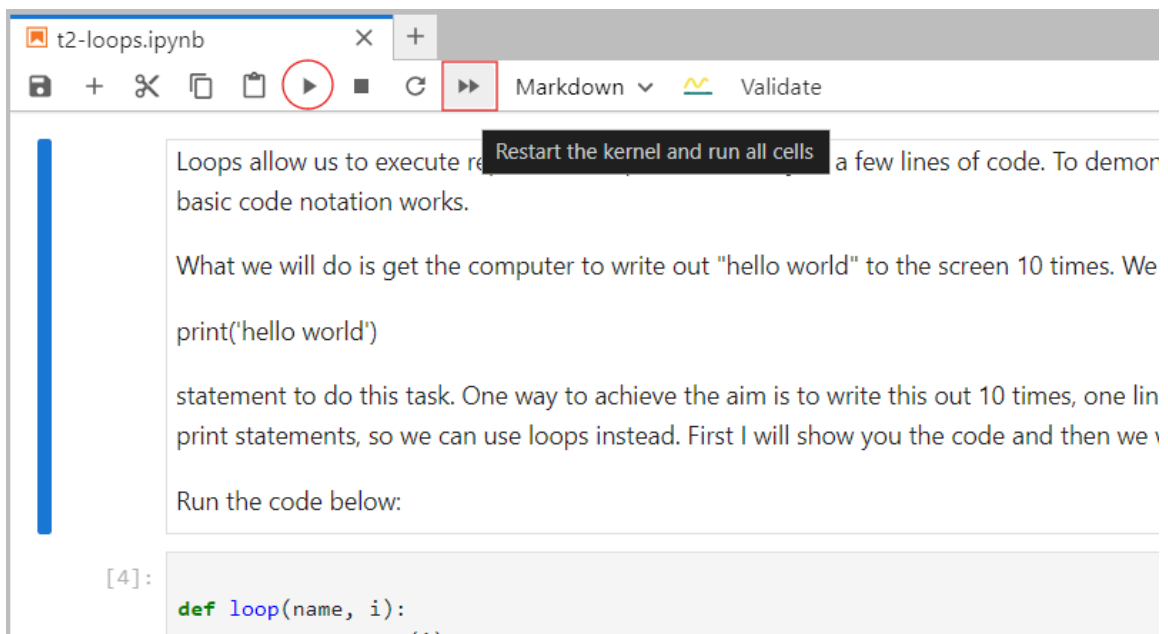 t2-loops.ipynb
Markdown
Validate
Restart the kernel and run all cells
Loops allow us to execute a few lines of code. To demon
basic code notation works.
What we will do is get the computer to write out "hello world" to the screen 10 times. We
print('hello world')
statement to do this task. One way to achieve the aim is to write this out 10 times, one lin
print statements, so we can use loops instead. First I will show you the code and then we
Run the code below:
[4]:
def loop(name, i):